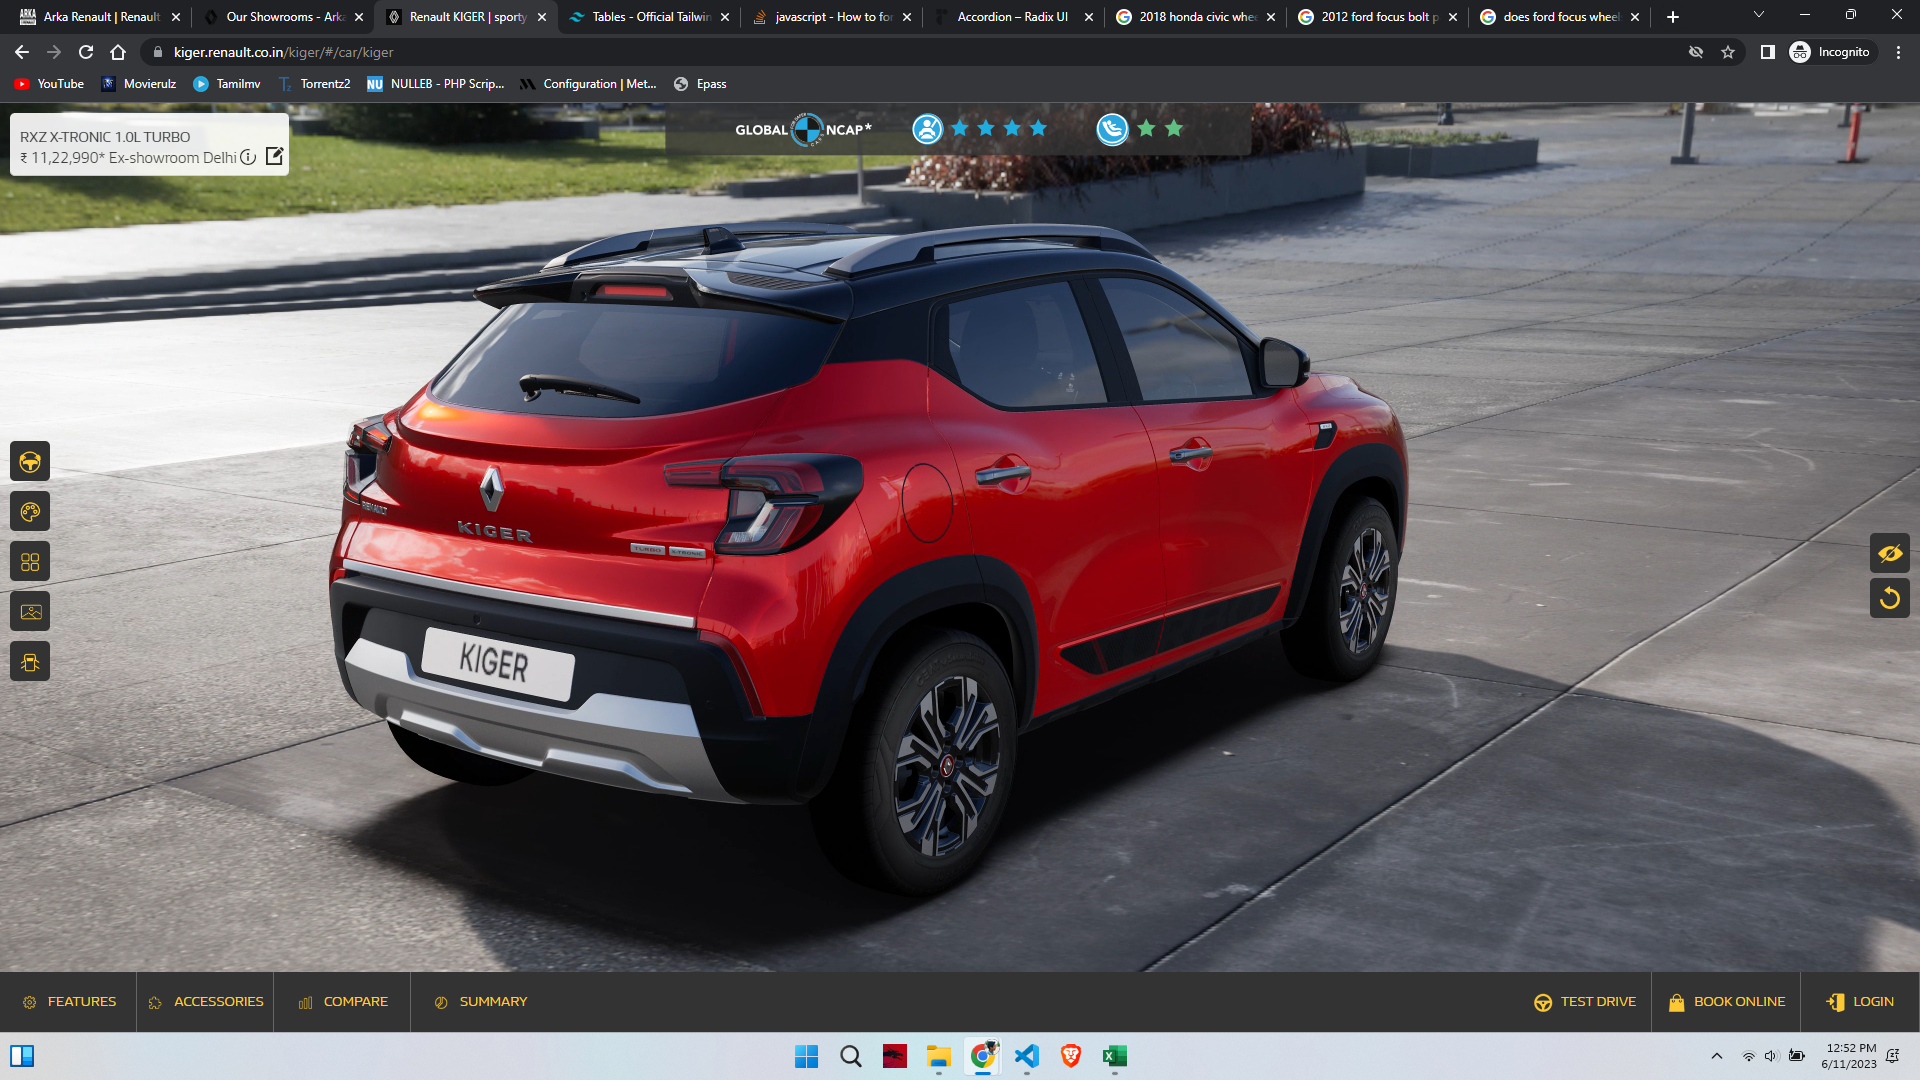 Arka Renault | Renault
Our Showrooms - Arka
Renault KIGER | sporty
Tables - Official Tailwin
javascript - How to for
Accordion – Radix UI
2018 honda civic whee
2012 ford focus bolt p
does ford focus wheel
kiger.renault.co.in/kiger/#/car/kiger
Incognito
YouTube
Movierulz
Tamilmv
Torrentz2
NULLEB - PHP Scrip...
Configuration | Met...
Epass
RXZ X-TRONIC 1.0L TURBO
₹ 11,22,990* Ex-showroom Delhi
GLOBAL NCAP*
RENAULT
KIGER
TURBO X-TRONIC
KIGER
FEATURES
ACCESSORIES
COMPARE
SUMMARY
TEST DRIVE
BOOK ONLINE
LOGIN
12:52 PM
6/11/2023